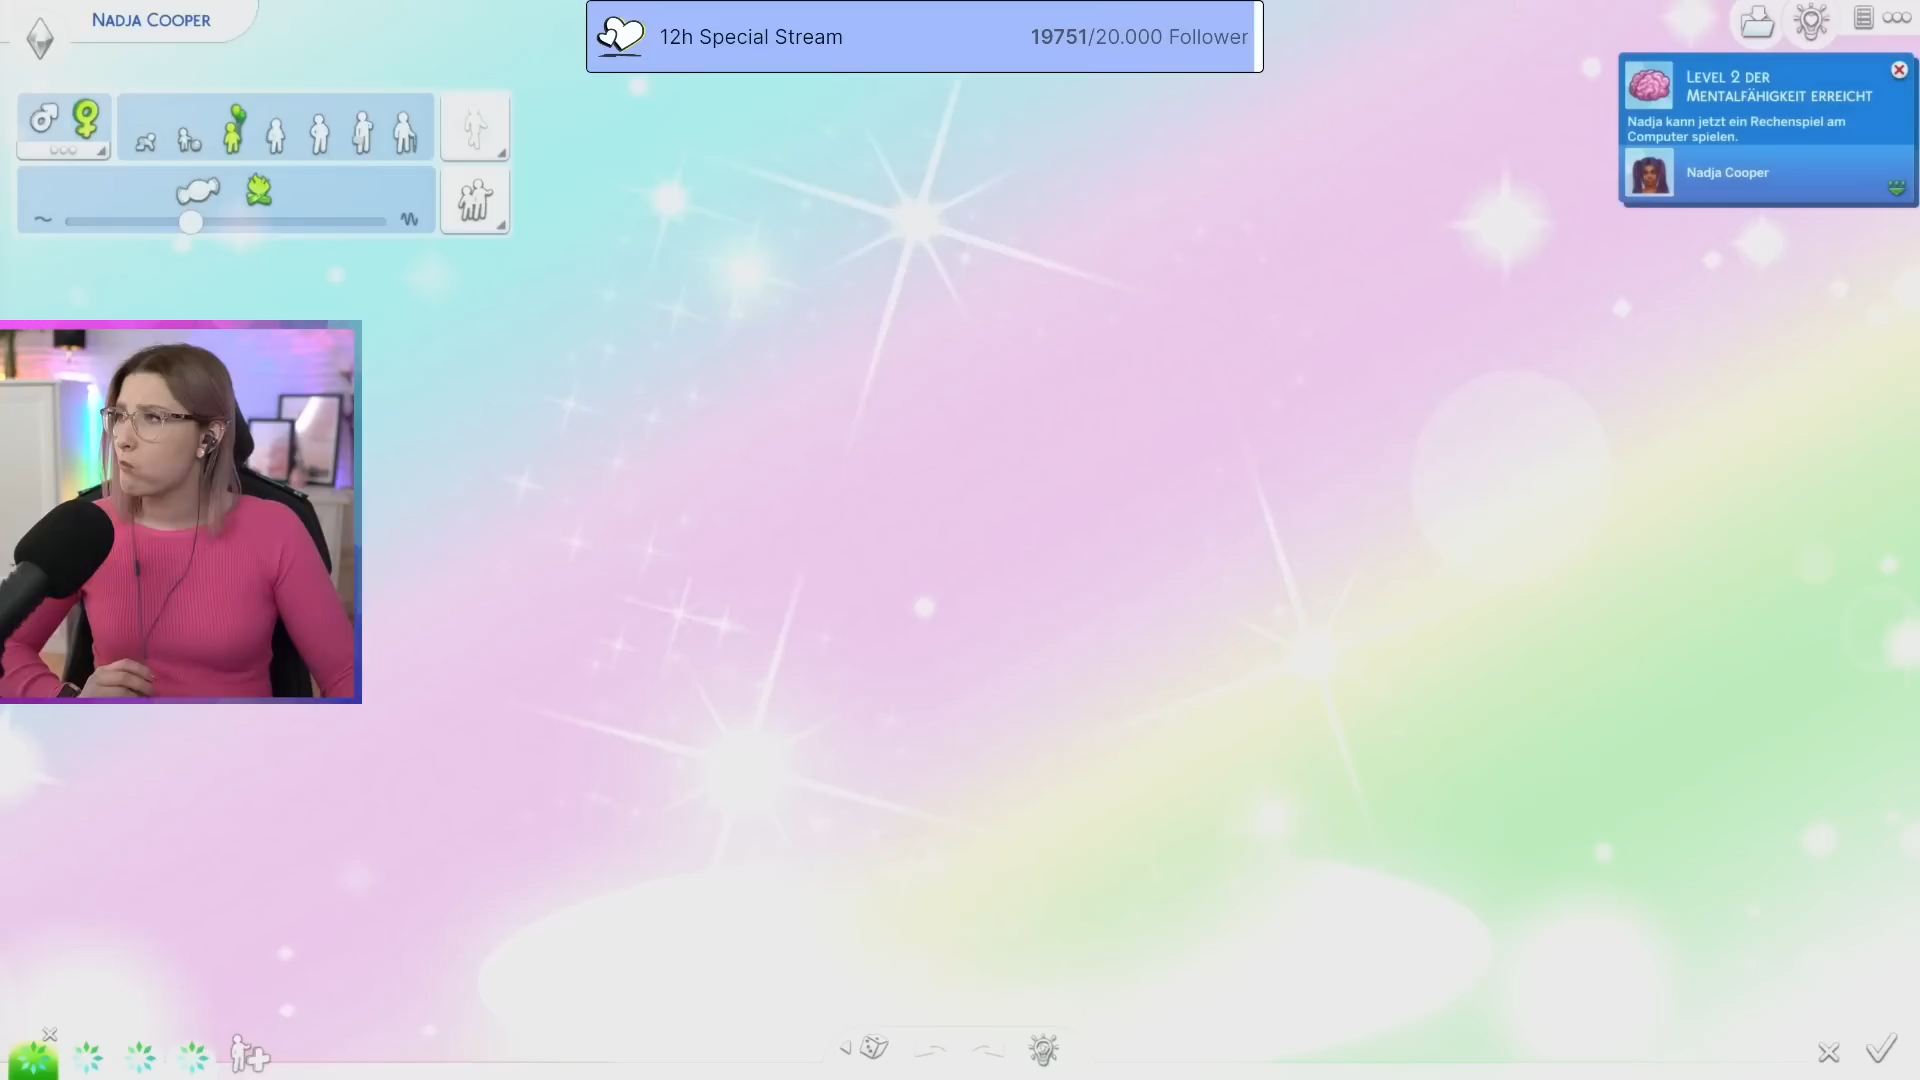 NADJA COOPER
12h Special Stream 19751/20.000 Follower
LEVEL 2 DER
MENTALFÄHIGKEIT ERREICHT
Nadja kann jetzt ein Rechenspiel am
Computer spielen.
Nadja Cooper